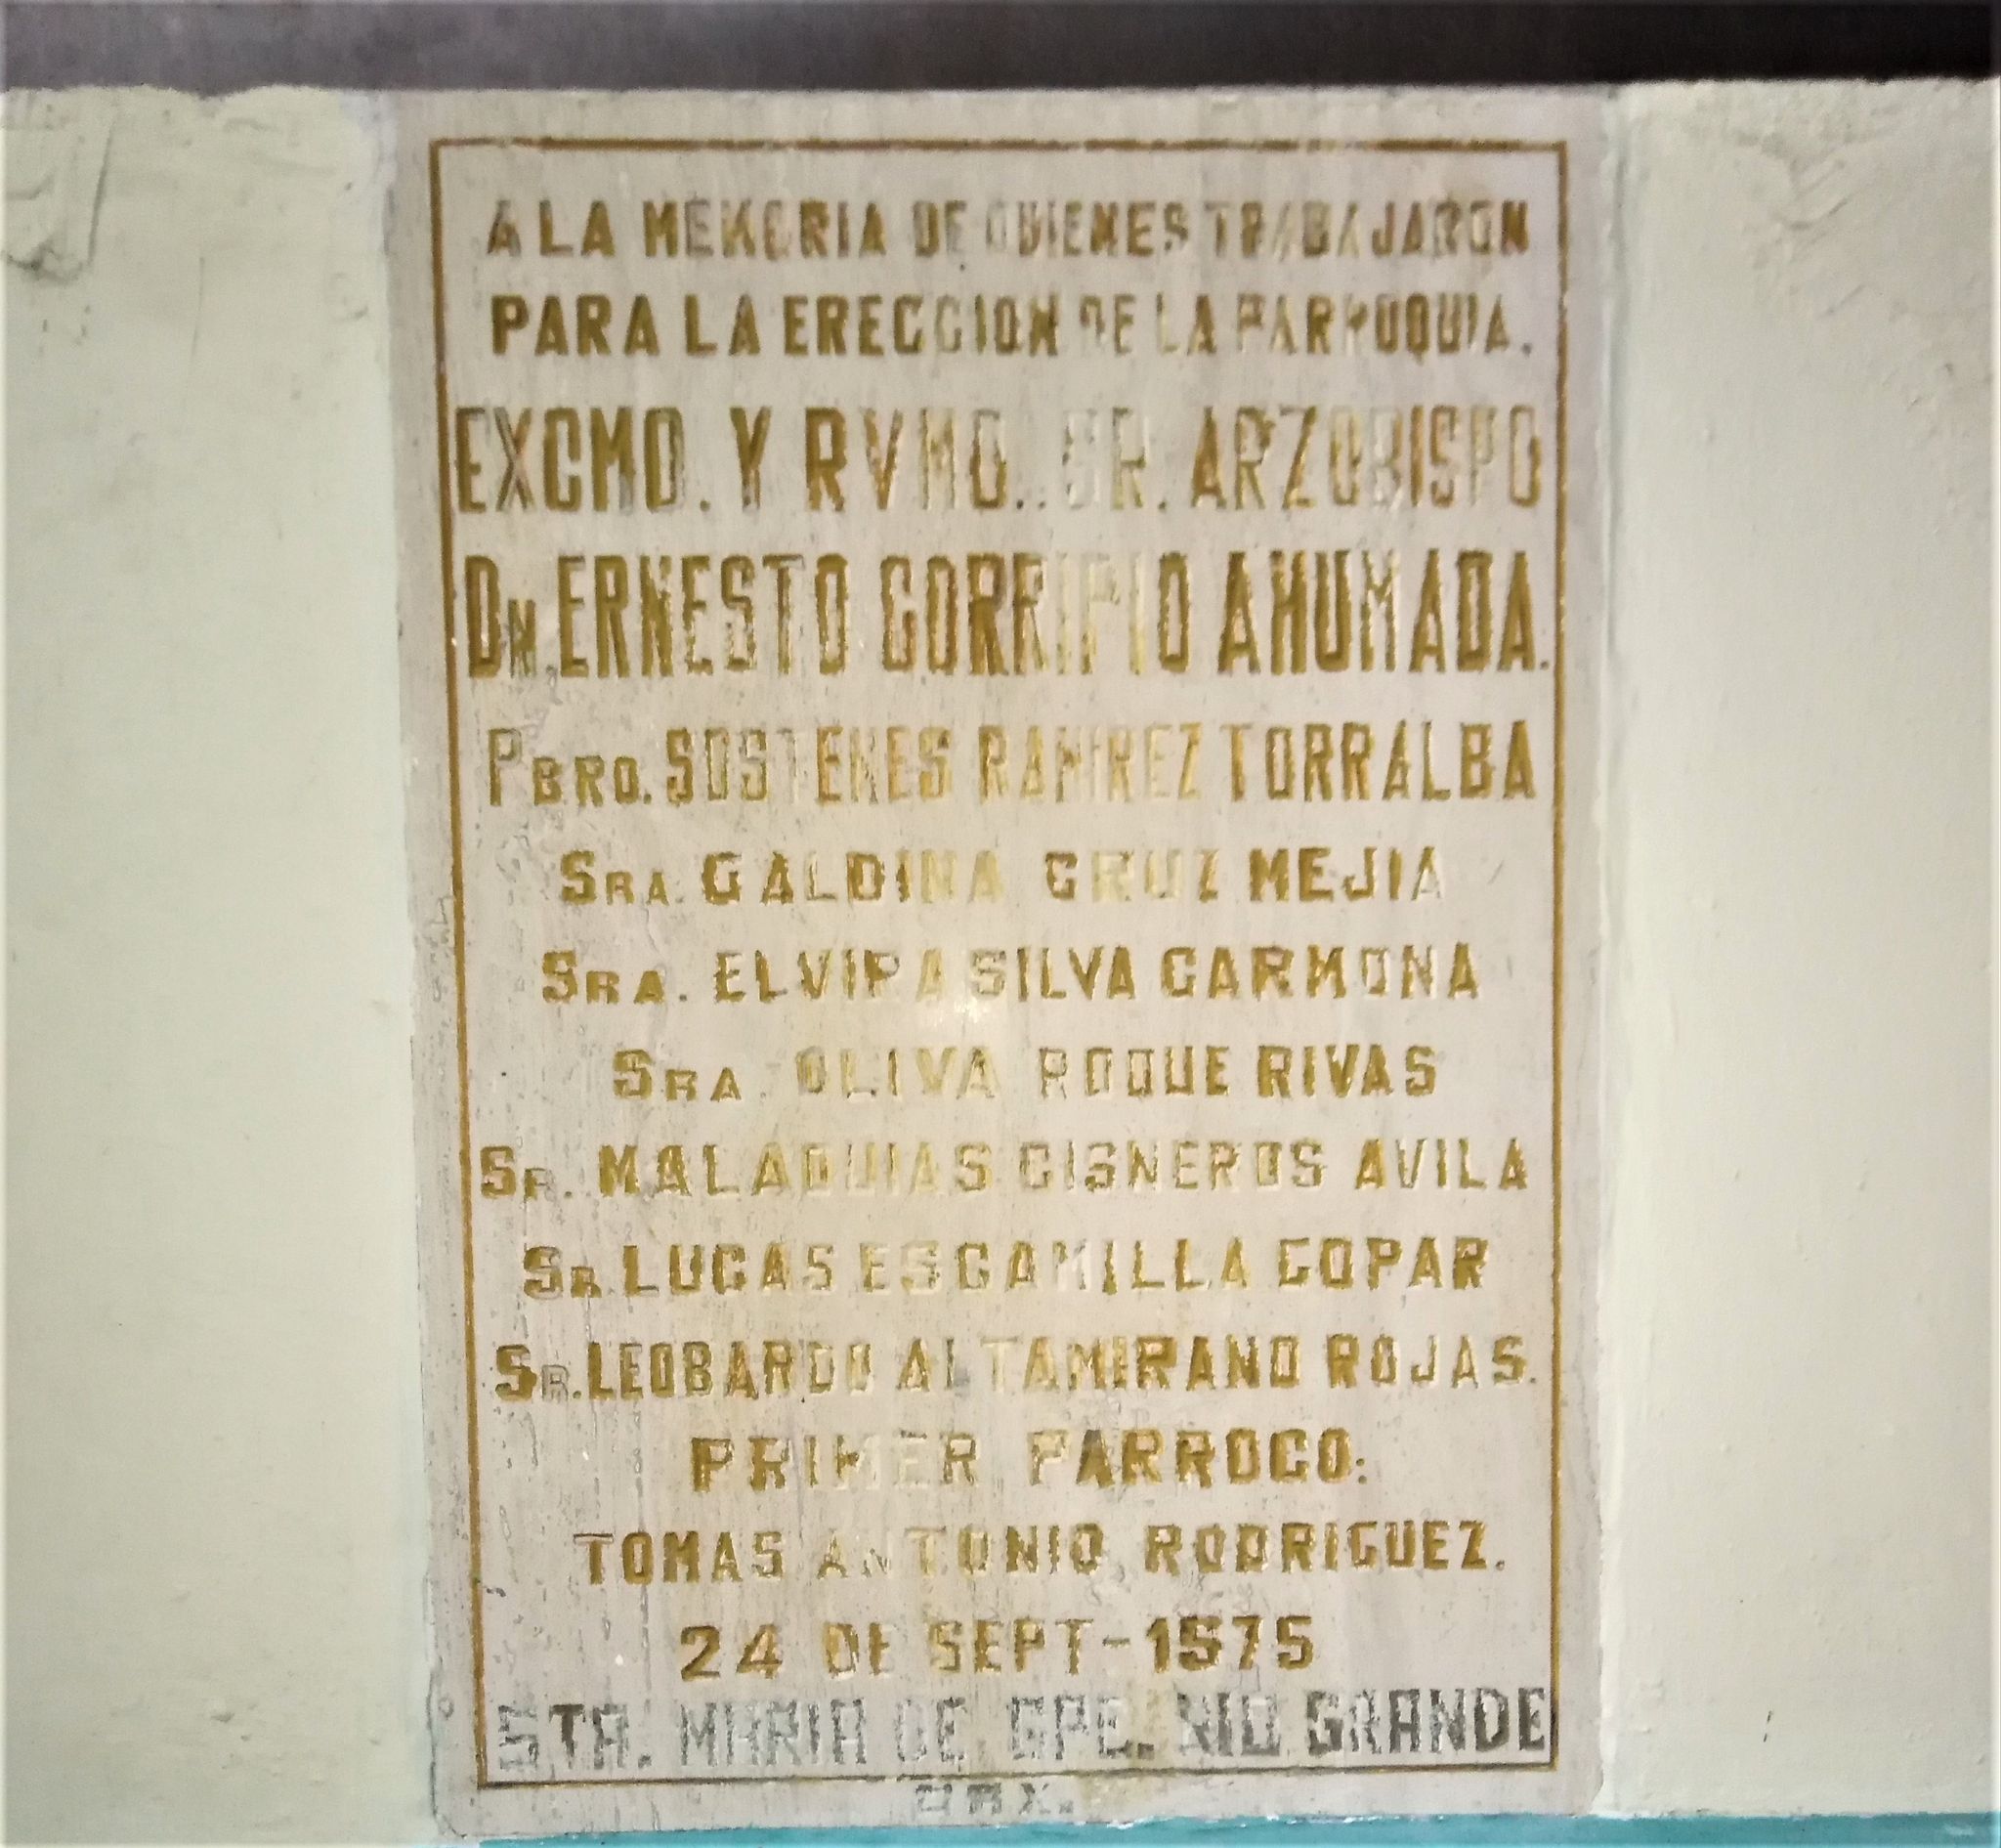 A LA MEMORIA DE QUIENES TRABAJARON
PARA LA ERECCION DE LA PARROQUIA.
EXCMO. Y RVMO. SR. ARZOBISPO
DN. ERNESTO CORRIPIO AHUMADA.
PBRO. SOSTENES RAMIREZ TORRALBA
SRA. GALDINA CRUZ MEJIA
SRA. ELVIRA SILVA CARMONA
SRA. OLIVA ROQUE RIVAS
SR. MALAQUIAS CISNEROS AVILA
SR LUCAS ESCAMILLA COPAR
SR. LEOBARDO ALTAMIRANO ROJAS.
PRIMER PARROCO:
TOMAS ANTONIO RODRIGUEZ.
24 DE SEPT-1575
STA. MARIA DE GPE. RIO GRANDE
OAX.